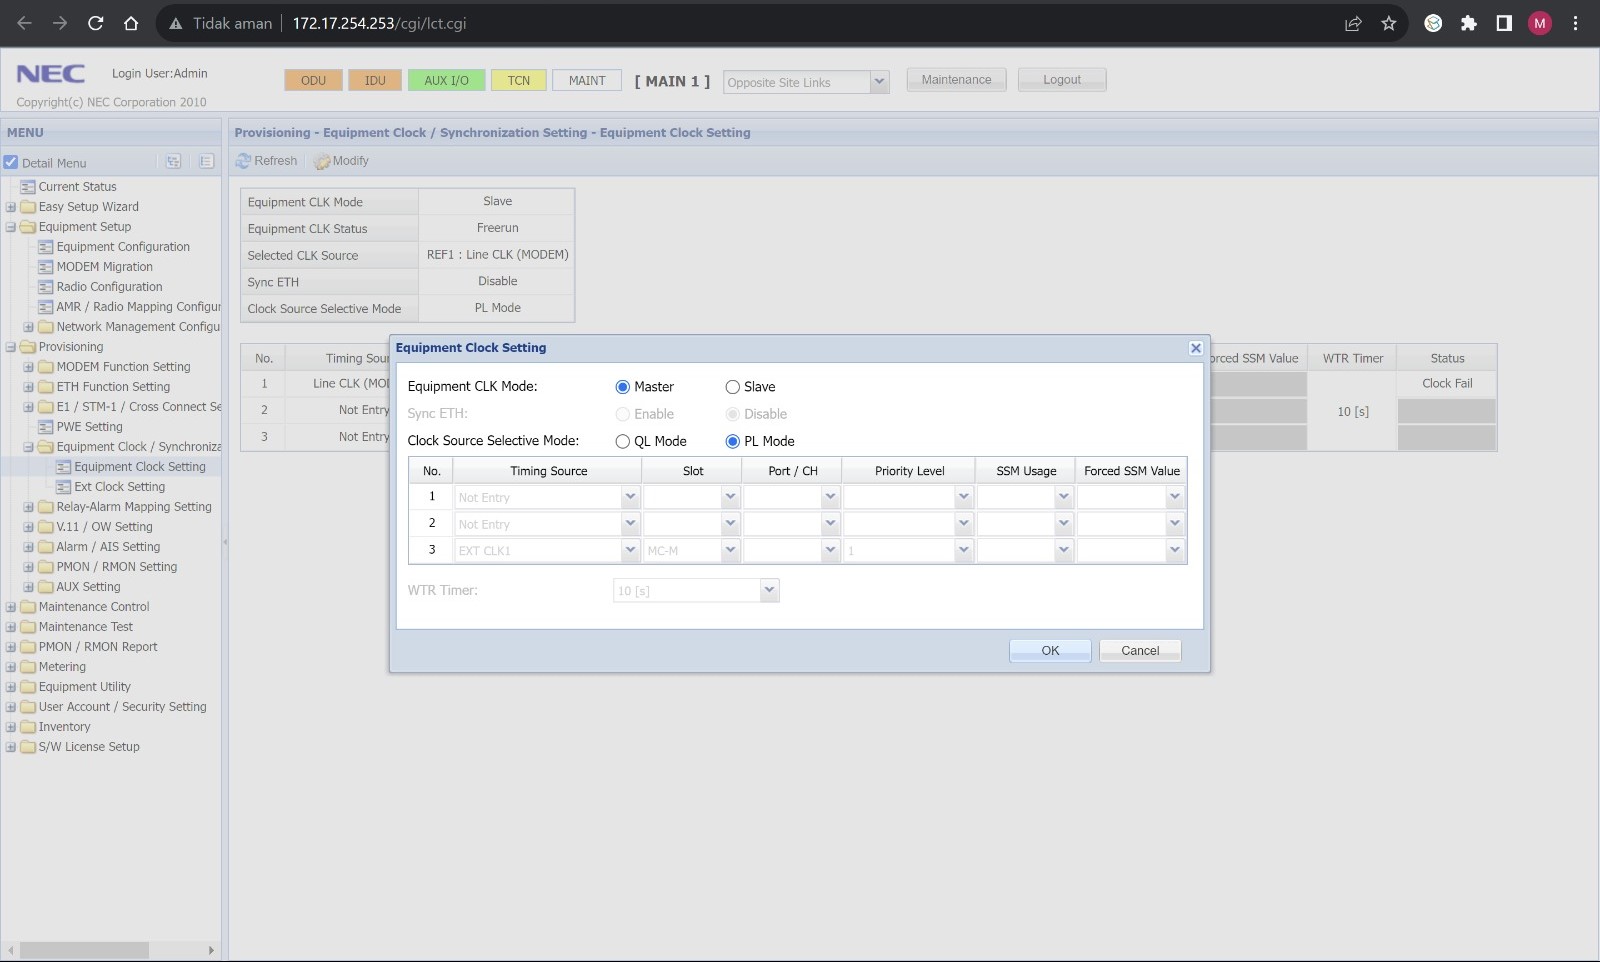 Tidak aman 172.17.254.253/cgi/lct.cgi
M
NEC Login User:Admin
Copyright(c) NEC Corporation 2010
ODU IDU AUX I/O TCN MAINT [ MAIN 1 ] Opposite Site Links Maintenance Logout
MENU
Detail Menu
Current Status
Easy Setup Wizard
Equipment Setup
Equipment Configuration
MODEM Migration
Radio Configuration
AMR / Radio Mapping Configur
Network Management Configu
Provisioning
MODEM Function Setting
ETH Function Setting
E1 / STM-1 / Cross Connect Se
PWE Setting
Equipment Clock / Synchroniza
Equipment Clock Setting
Ext Clock Setting
Relay-Alarm Mapping Setting
V.11 / OW Setting
Alarm / AIS Setting
PMON / RMON Setting
AUX Setting
Maintenance Control
Maintenance Test
PMON / RMON Report
Metering
Equipment Utility
User Account / Security Setting
Inventory
S/W License Setup
Provisioning - Equipment Clock / Synchronization Setting - Equipment Clock Setting
Refresh Modify
Equipment CLK Mode Slave
Equipment CLK Status Freerun
Selected CLK Source REF1 : Line CLK (MODEM)
Sync ETH Disable
Clock Source Selective Mode PL Mode
No. Timing Sour orced SSM Value WTR Timer Status
1 Line CLK (MOD Clock Fail
2 Not Entry 10 [s]
3 Not Entry
Equipment Clock Setting
Equipment CLK Mode: Master Slave
Sync ETH: Enable Disable
Clock Source Selective Mode: QL Mode PL Mode
No. Timing Source Slot Port / CH Priority Level SSM Usage Forced SSM Value
1 Not Entry
2 Not Entry
3 EXT CLK1 MC-M 1
WTR Timer: 10 [s]
OK Cancel